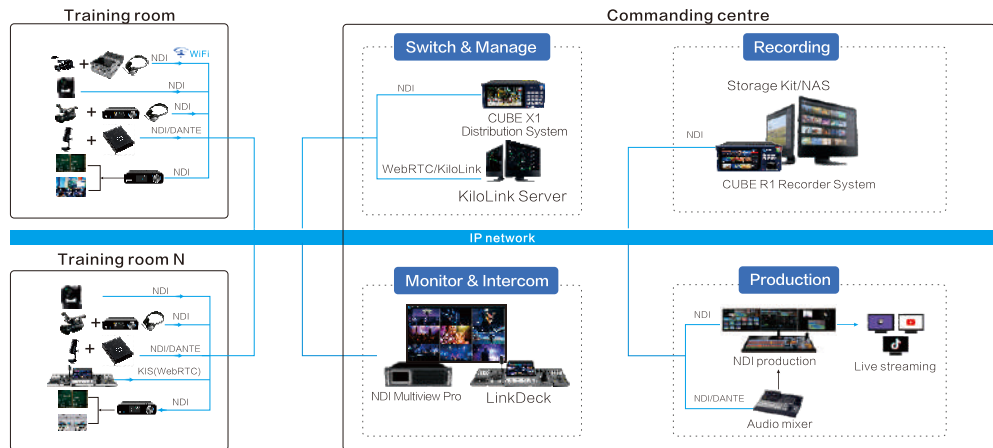 Training room
Commanding centre
NDI
WiFi
NDI
NDI
NDI/DANTE
NDI
Switch & Manage
NDI
CUBE X1
Distribution System
WebRTC/KiloLink
KiloLink Server
Recording
Storage Kit/NAS
NDI
CUBE R1 Recorder System
IP network
Training room N
NDI
NDI
NDI/DANTE
KIS(WebRTC)
NDI
Monitor & Intercom
NDI Multiview Pro
LinkDeck
Production
NDI
NDI production
Live streaming
NDI/DANTE
Audio mixer